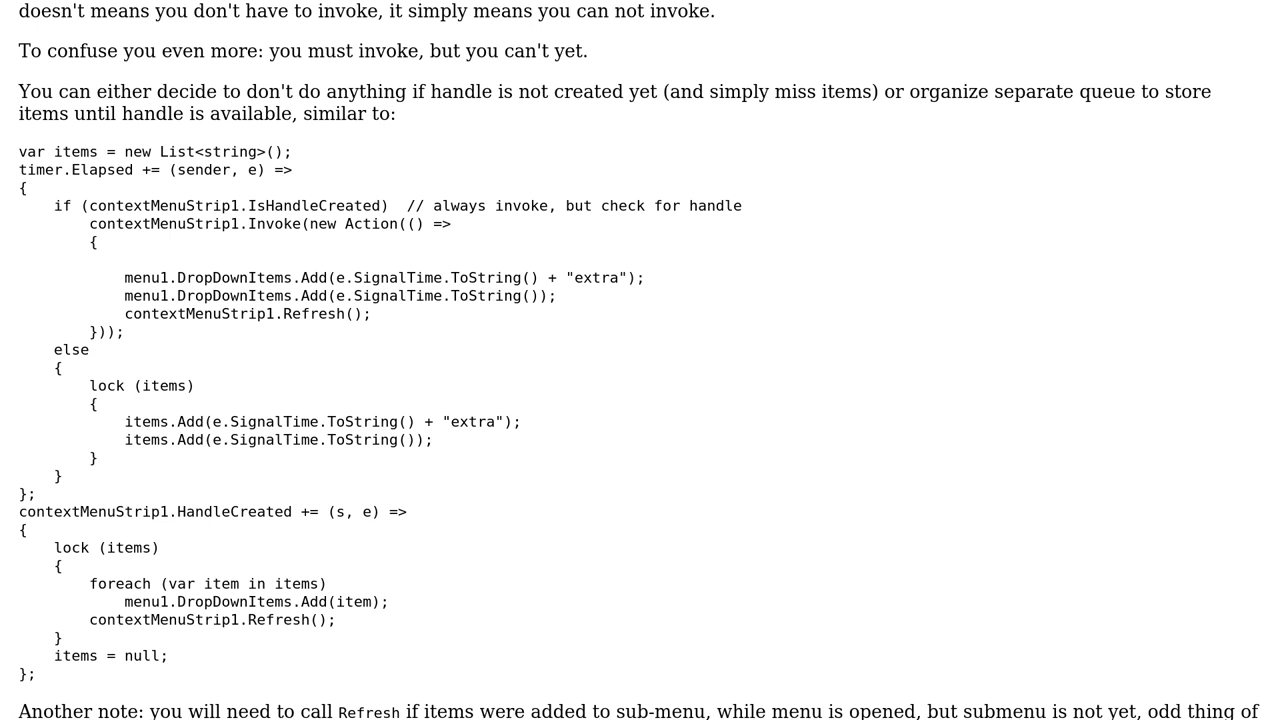 doesn't means you don't have to invoke, it simply means you can not invoke.
To confuse you even more: you must invoke, but you can't yet.
You can either decide to don't do anything if handle is not created yet (and simply miss items) or organize separate queue to store
items until handle is available, similar to:
var items = new List<string>();
timer.Elapsed += (sender, e) =>
{
    if (contextMenuStrip1.IsHandleCreated)  // always invoke, but check for handle
        contextMenuStrip1.Invoke(new Action(() =>
        {
            menu1.DropDownItems.Add(e.SignalTime.ToString() + "extra");
            menu1.DropDownItems.Add(e.SignalTime.ToString());
            contextMenuStrip1.Refresh();
        }));
    else
    {
        lock (items)
        {
            items.Add(e.SignalTime.ToString() + "extra");
            items.Add(e.SignalTime.ToString());
        }
    }
};
contextMenuStrip1.HandleCreated += (s, e) =>
{
    lock (items)
    {
        foreach (var item in items)
            menu1.DropDownItems.Add(item);
        contextMenuStrip1.Refresh();
    }
    items = null;
};
Another note: you will need to call Refresh if items were added to sub-menu, while menu is opened, but submenu is not yet, odd thing of